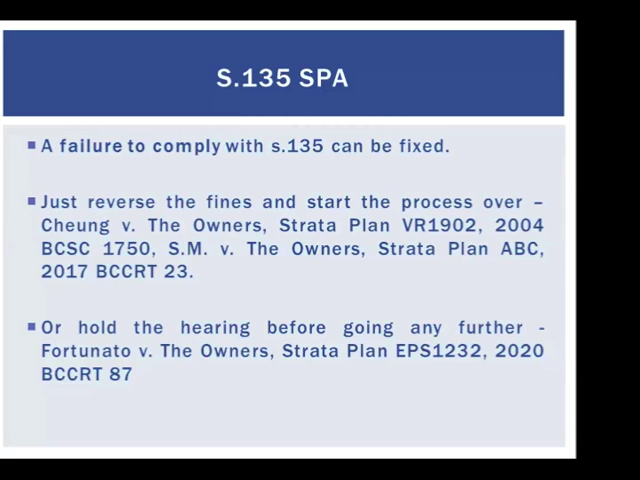 S.135 SPA
A failure to comply with s.135 can be fixed.
Just reverse the fines and start the process over –
Cheung v. The Owners, Strata Plan VR1902, 2004
BCSC 1750, S.M. v. The Owners, Strata Plan ABC,
2017 BCCRT 23.
Or hold the hearing before going any further -
Fortunato v. The Owners, Strata Plan EPS1232, 2020
BCCRT 87